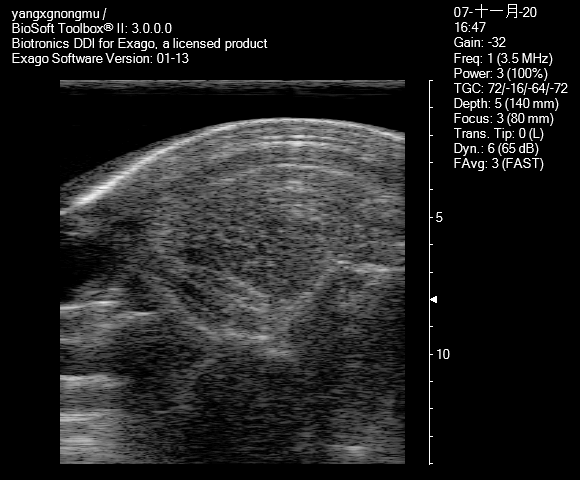 yangxgnongmu /
BioSoft Toolbox® II: 3.0.0.0
Biotronics DDI for Exago, a licensed product
Exago Software Version: 01-13
07-十一月-20
16:47
Gain: -32
Freq: 1 (3.5 MHz)
Power: 3 (100%)
TGC: 72/-16/-64/-72
Depth: 5 (140 mm)
Focus: 3 (80 mm)
Trans. Tip: 0 (L)
Dyn.: 6 (65 dB)
FAvg: 3 (FAST)
5
10